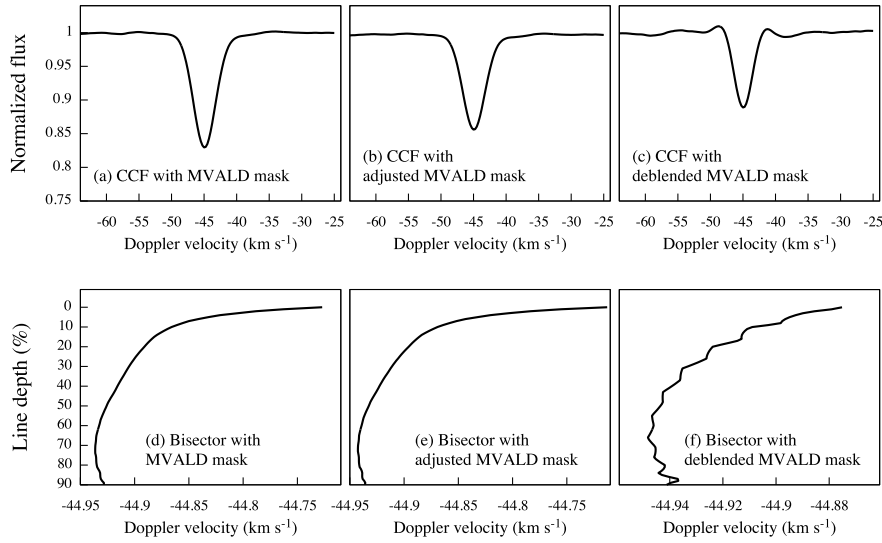 Normalized flux
1
0.95
0.9
0.85
0.8
0.75
(a) CCF with MVALD mask
-60 -55 -50 -45 -40 -35 -30 -25
Doppler velocity (km s-1)
(b) CCF with
adjusted MVALD mask
-60 -55 -50 -45 -40 -35 -30 -25
Doppler velocity (km s-1)
(c) CCF with
deblended MVALD mask
-60 -55 -50 -45 -40 -35 -30 -25
Doppler velocity (km s-1)
Line depth (%)
0
10
20
30
40
50
60
70
80
90
(d) Bisector with
MVALD mask
-44.95 -44.9 -44.85 -44.8 -44.75
Doppler velocity (km s-1)
(e) Bisector with
adjusted MVALD mask
-44.95 -44.9 -44.85 -44.8 -44.75
Doppler velocity (km s-1)
(f) Bisector with
deblended MVALD mask
-44.94 -44.92 -44.9 -44.88
Doppler velocity (km s-1)